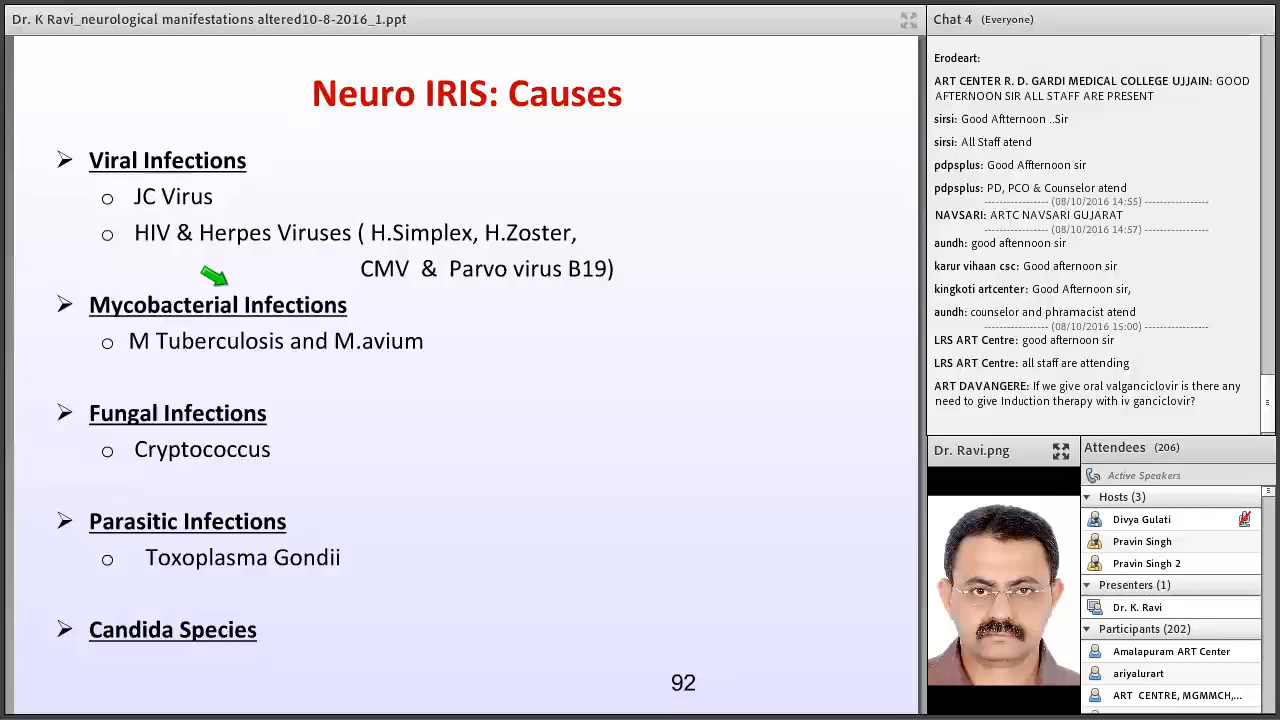 Dr. K Ravi_neurological manifestations altered10-8-2016_1.ppt
Neuro IRIS: Causes
Viral Infections
JC Virus
HIV & Herpes Viruses ( H.Simplex, H.Zoster,
CMV & Parvo virus B19)
Mycobacterial Infections
M Tuberculosis and M.avium
Fungal Infections
Cryptococcus
Parasitic Infections
Toxoplasma Gondii
Candida Species
92
Chat 4 (Everyone)
Erodeart:
ART CENTER R. D. GARDI MEDICAL COLLEGE UJJAIN: GOOD
AFTERNOON SIR ALL STAFF ARE PRESENT
sirsi: Good Afternoon ..Sir
sirsi: All Staff atend
pdpsplus: Good Affternoon sir
pdpsplus: PD, PCO & Counselor atend
----------------- (08/10/2016 14:55) -----------------
NAVSARI: ARTC NAVSARI GUJARAT
----------------- (08/10/2016 14:57) -----------------
aundh: good afternoon sir
karur vihaan csc: Good afternoon sir
kingkoti artcenter: Good Afternoon sir,
aundh: counselor and phramacist atend
----------------- (08/10/2016 15:00) -----------------
LRS ART Centre: good afternoon sir
LRS ART Centre: all staff are attending
ART DAVANGERE: If we give oral valganciclovir is there any
need to give Induction therapy with iv ganciclovir?
Dr. Ravi.png
Attendees (206)
Active Speakers
Hosts (3)
Divya Gulati
Pravin Singh
Pravin Singh 2
Presenters (1)
Dr. K. Ravi
Participants (202)
Amalapuram ART Center
ariyalurart
ART CENTRE, MGMMCH,...